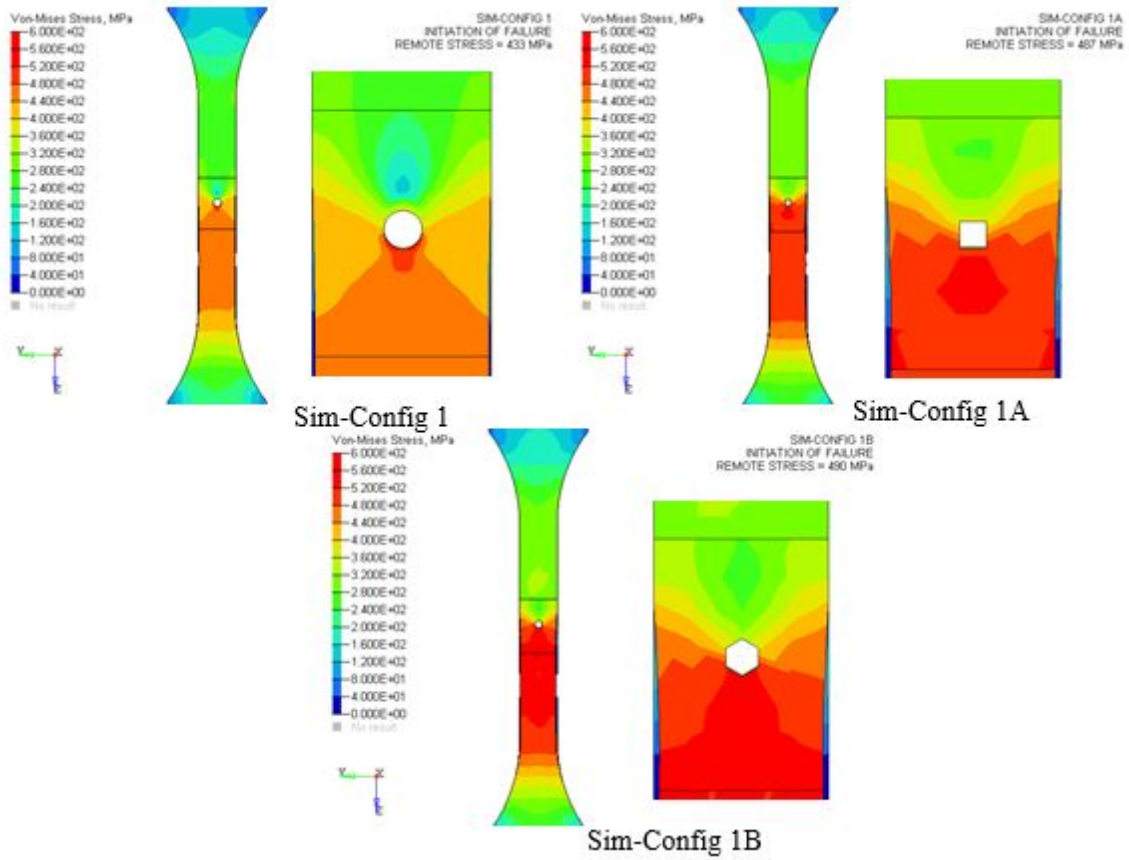 Von-Mises Stress, MPa
6.000E+02
5.600E+02
5.200E+02
4.800E+02
4.400E+02
3.600E+02
3.200E+02
2.800E+02
2.400E+02
2.000E+02
1.600E+02
1.200E+02
8.000E+01
4.000E+01
0.000E+00
No result
SIM-CONFIG 1
INITIATION OF FAILURE
REMOTE STRESS = 433 MPa
Y
X
Sim-Config 1
Von-Mises Stress, MPa
6.000E+02
5.600E+02
5.200E+02
4.800E+02
4.400E+02
3.600E+02
3.200E+02
2.800E+02
2.400E+02
2.000E+02
1.600E+02
1.200E+02
8.000E+01
4.000E+01
0.000E+00
No result
SIM-CONFIG 1A
INITIATION OF FAILURE
REMOTE STRESS = 487 MPa
Y
X
Sim-Config 1A
Von-Mises Stress, MPa
6.000E+02
5.600E+02
5.200E+02
4.800E+02
4.400E+02
3.600E+02
3.200E+02
2.800E+02
2.400E+02
2.000E+02
1.600E+02
1.200E+02
8.000E+01
4.000E+01
0.000E+00
No result
SIM-CONFIG 1B
INITIATION OF FAILURE
REMOTE STRESS = 490 MPa
Y
X
Sim-Config 1B